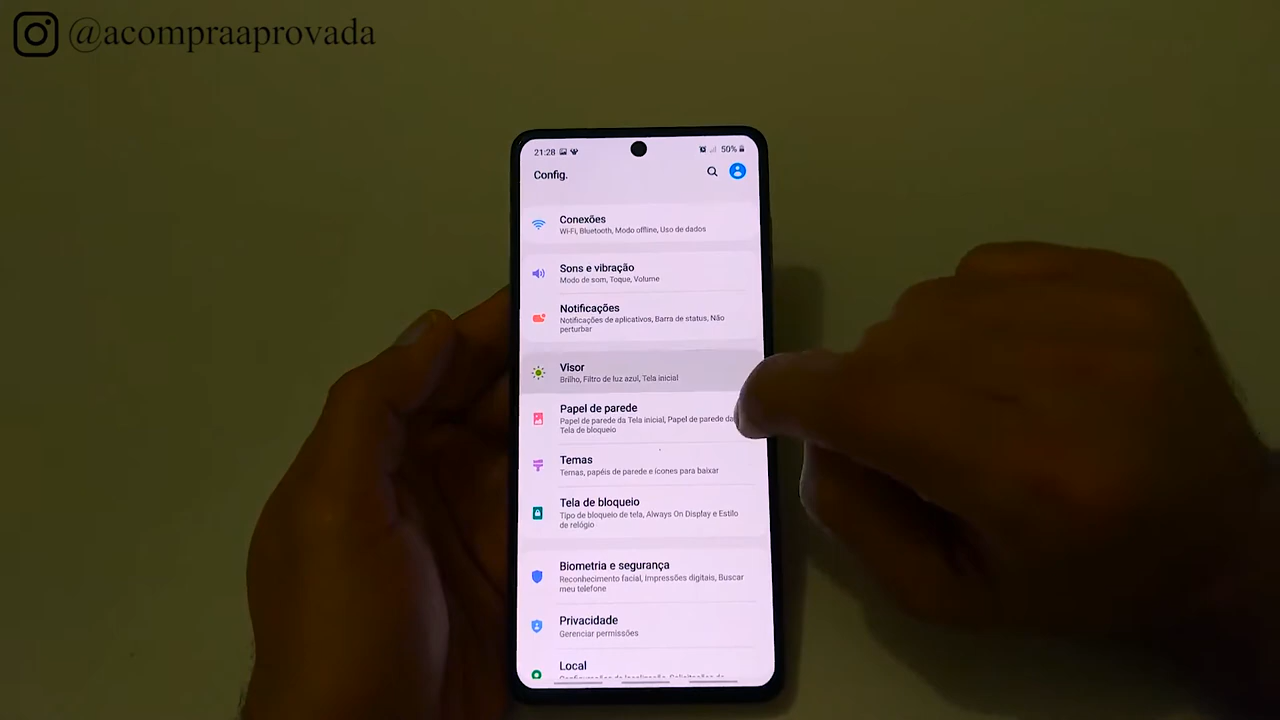 @acompraaprovada
21:28
50%
Config.
Conexões
Wi-Fi, Bluetooth, Modo offline, Uso de dados
Sons e vibração
Modo de som, Toque, Volume
Notificações
Notificações de aplicativos, Barra de status, Não
perturbar
Visor
Brilho, Filtro de luz azul, Tela inicial
Papel de parede
Papel de parede da Tela inicial, Papel de parede da
Tela de bloqueio
Temas
Temas, papéis de parede e ícones para baixar
Tela de bloqueio
Tipo de bloqueio de tela, Always On Display e Estilo
de relógio
Biometria e segurança
Reconhecimento facial, Impressões digitais, Buscar
meu telefone
Privacidade
Gerenciar permissões
Local